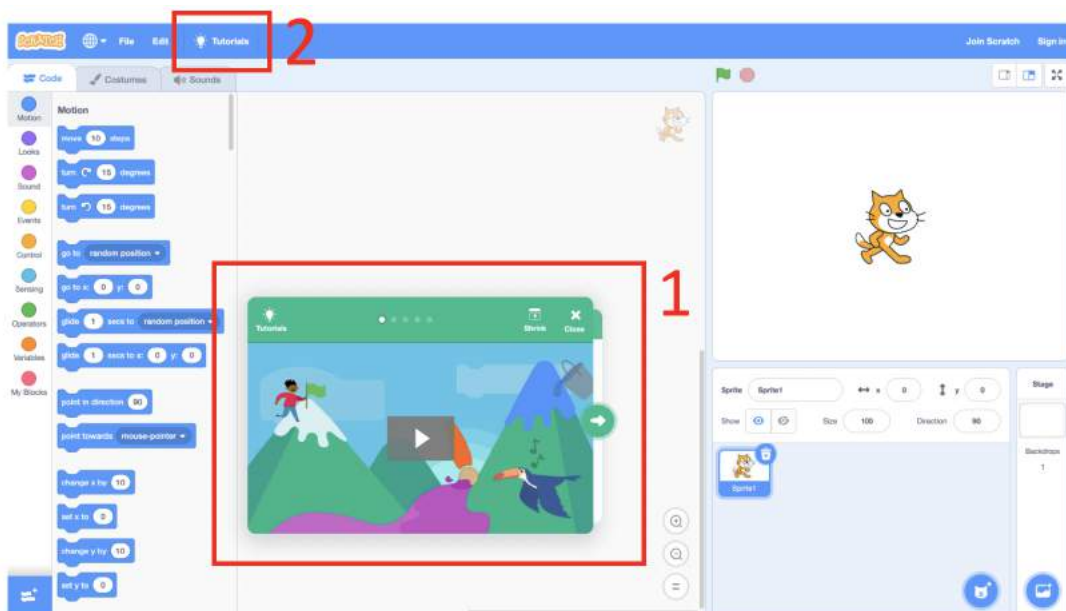 2
SCRATCH File Edit Tutorials Join Scratch Sign in
Code Costumes Sounds
Motion
Looks
Sound
Events
Control
Sensing
Operators
Variables
My Blocks
Motion
move 10 steps
turn 15 degrees
turn 15 degrees
go to random position
go to x: 0 y: 0
glide 1 secs to random position
glide 1 secs to x: 0 y: 0
point in direction 90
point towards mouse-pointer
change x by 10
set x to 0
change y by 10
set y to 0
1
Tutorials Shrink Close
Sprite Sprite1 x 0 y 0
Show Size 100 Direction 90
Sprite1
Stage
Backdrops
1